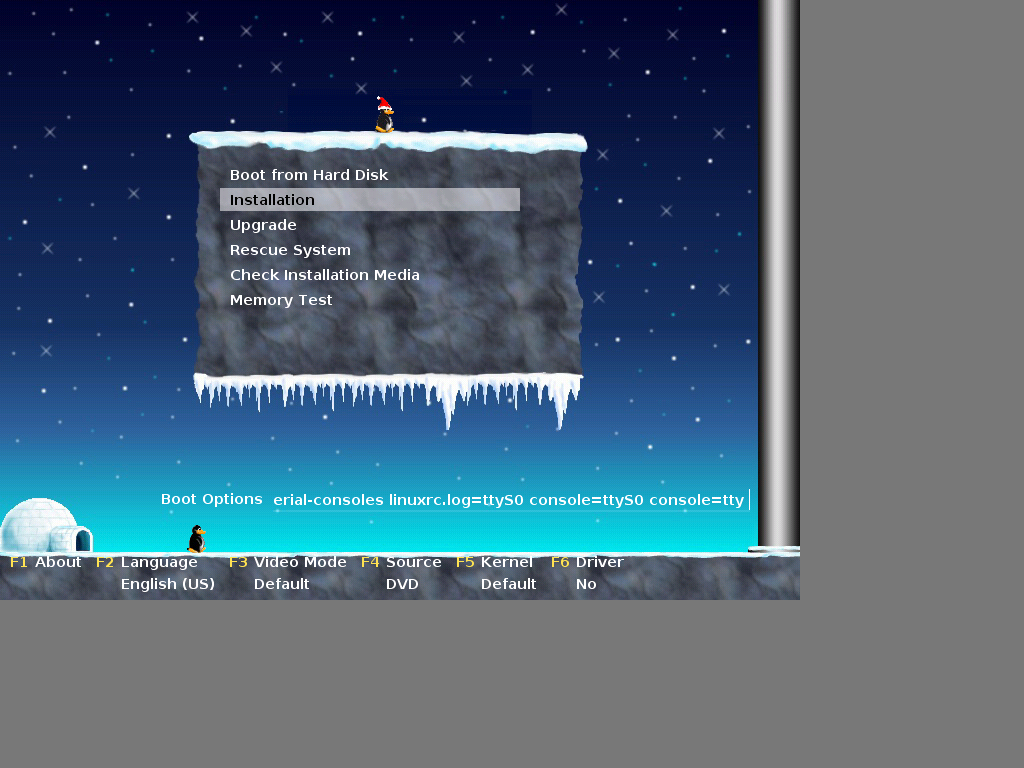 Boot from Hard Disk
Installation
Upgrade
Rescue System
Check Installation Media
Memory Test
Boot Options erial-consoles linuxrc.log=ttyS0 console=ttyS0 console=tty
F1 About F2 Language F3 Video Mode F4 Source F5 Kernel F6 Driver
English (US) Default DVD Default No